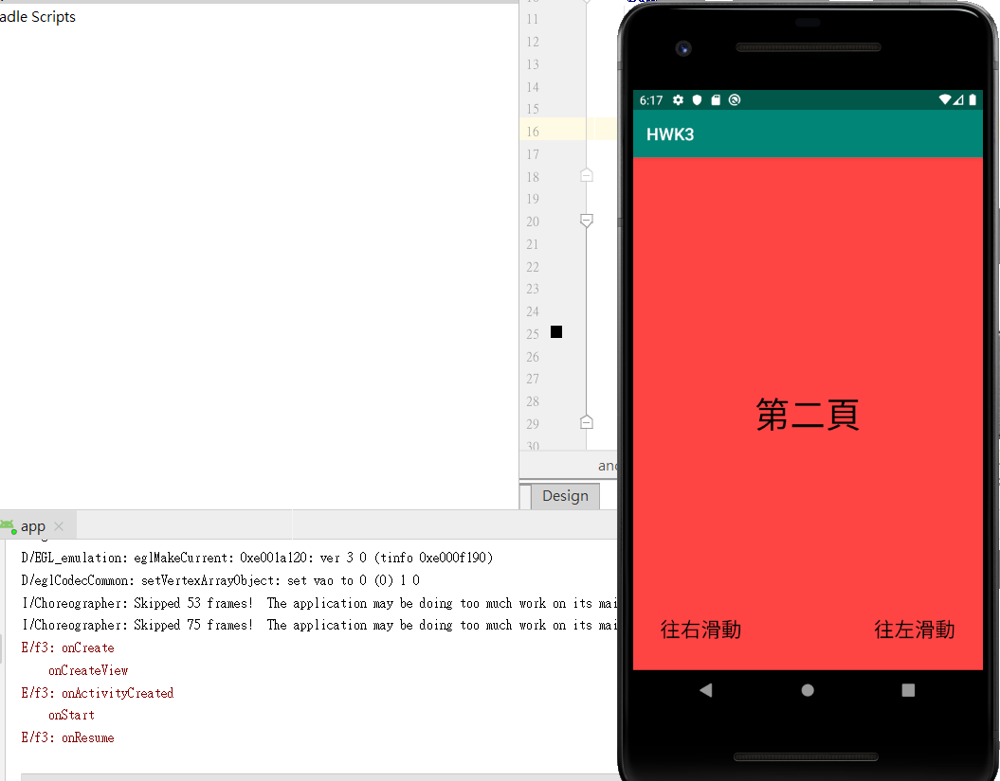 adle Scripts
11
12
13
14
15
16
17
18
19
20
21
22
23
24
25
26
27
28
29
30
and
Design
app
D/EGL_emulation: eglMakeCurrent: 0xe001a120: ver 3 0 (tinfo 0xe000f190)
D/eglCodecCommon: setVertexArrayObject: set vao to 0 (0) 1 0
I/Choreographer: Skipped 53 frames!  The application may be doing too much work on its mai
I/Choreographer: Skipped 75 frames!  The application may be doing too much work on its mai
E/f3: onCreate
onCreateView
E/f3: onActivityCreated
onStart
E/f3: onResume
6:17
HWK3
第二頁
往右滑動 往左滑動